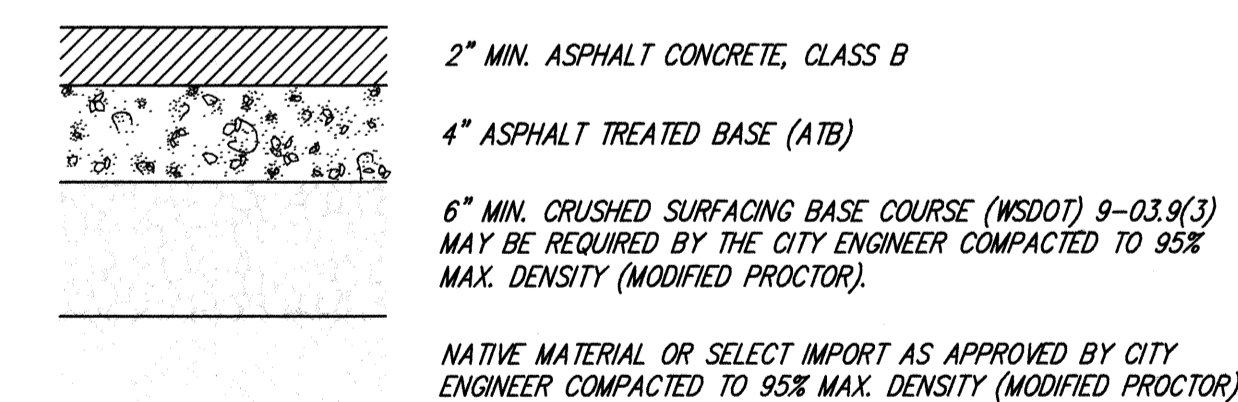 2" MIN. ASPHALT CONCRETE, CLASS B
4" ASPHALT TREATED BASE (ATB)
6" MIN. CRUSHED SURFACING BASE COURSE (WSDOT) 9-03.9(3)
MAY BE REQUIRED BY THE CITY ENGINEER COMPACTED TO 95%
MAX. DENSITY (MODIFIED PROCTOR).
NATIVE MATERIAL OR SELECT IMPORT AS APPROVED BY CITY
ENGINEER COMPACTED TO 95% MAX. DENSITY (MODIFIED PROCTOR)